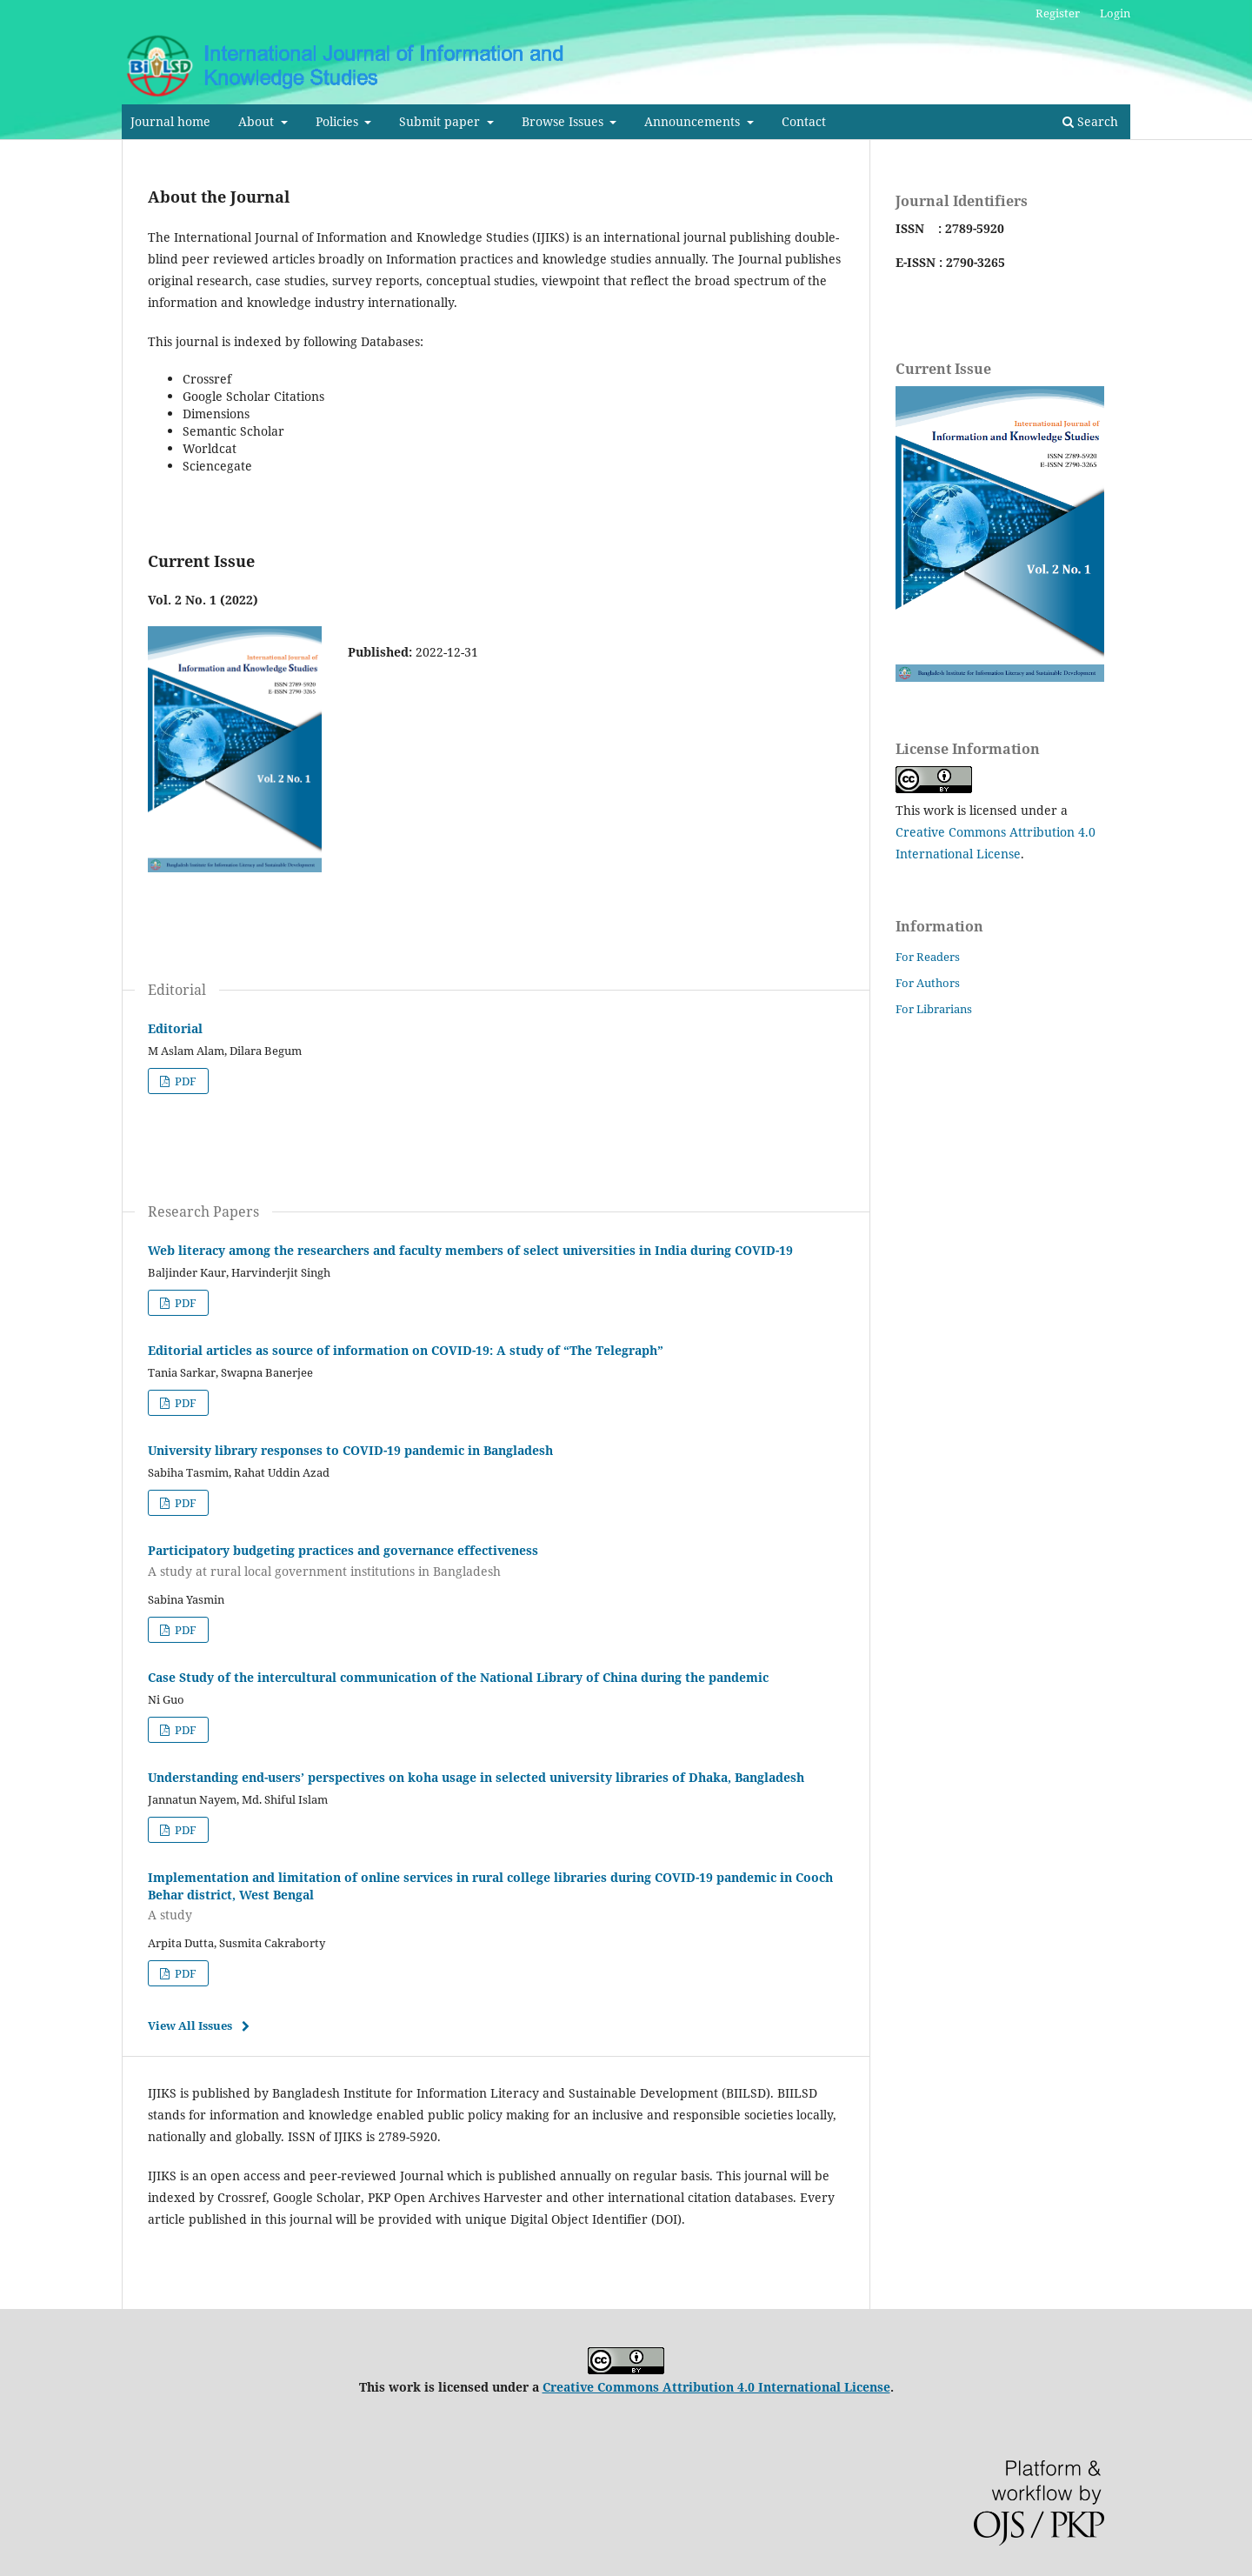 Register Login
BiILSD
International Journal of Information and
Knowledge Studies
Journal home About Policies Submit paper Browse Issues Announcements Contact Search
About the Journal
The International Journal of Information and Knowledge Studies (IJIKS) is an international journal publishing double-
blind peer reviewed articles broadly on Information practices and knowledge studies annually. The Journal publishes
original research, case studies, survey reports, conceptual studies, viewpoint that reflect the broad spectrum of the
information and knowledge industry internationally.
This journal is indexed by following Databases:
Crossref
Google Scholar Citations
Dimensions
Semantic Scholar
Worldcat
Sciencegate
Current Issue
Vol. 2 No. 1 (2022)
International Journal of
Information and Knowledge Studies
ISSN 2789-5920
E-ISSN 2790-3265
Vol. 2 No. 1
Bangladesh Institute for Information Literacy and Sustainable Development
Published: 2022-12-31
Editorial
Editorial
M Aslam Alam, Dilara Begum
PDF
Research Papers
Web literacy among the researchers and faculty members of select universities in India during COVID-19
Baljinder Kaur, Harvinderjit Singh
PDF
Editorial articles as source of information on COVID-19: A study of “The Telegraph”
Tania Sarkar, Swapna Banerjee
PDF
University library responses to COVID-19 pandemic in Bangladesh
Sabiha Tasmim, Rahat Uddin Azad
PDF
Participatory budgeting practices and governance effectiveness
A study at rural local government institutions in Bangladesh
Sabina Yasmin
PDF
Case Study of the intercultural communication of the National Library of China during the pandemic
Ni Guo
PDF
Understanding end-users’ perspectives on koha usage in selected university libraries of Dhaka, Bangladesh
Jannatun Nayem, Md. Shiful Islam
PDF
Implementation and limitation of online services in rural college libraries during COVID-19 pandemic in Cooch
Behar district, West Bengal
A study
Arpita Dutta, Susmita Cakraborty
PDF
View All Issues
IJIKS is published by Bangladesh Institute for Information Literacy and Sustainable Development (BIILSD). BIILSD
stands for information and knowledge enabled public policy making for an inclusive and responsible societies locally,
nationally and globally. ISSN of IJIKS is 2789-5920.
IJIKS is an open access and peer-reviewed Journal which is published annually on regular basis. This journal will be
indexed by Crossref, Google Scholar, PKP Open Archives Harvester and other international citation databases. Every
article published in this journal will be provided with unique Digital Object Identifier (DOI).
Journal Identifiers
ISSN : 2789-5920
E-ISSN : 2790-3265
Current Issue
International Journal of
Information and Knowledge Studies
ISSN 2789-5920
E-ISSN 2790-3265
Vol. 2 No. 1
Bangladesh Institute for Information Literacy and Sustainable Development
License Information
cc BY
This work is licensed under a
Creative Commons Attribution 4.0
International License.
Information
For Readers
For Authors
For Librarians
cc BY
This work is licensed under a Creative Commons Attribution 4.0 International License.
Platform &
workflow by
OJS / PKP